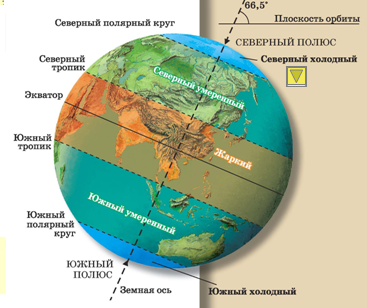 66,5°
Северный полярный круг
Плоскость орбиты
СЕВЕРНЫЙ ПОЛЮС
Северный холодный
Северный
тропик
Северный умеренный
Экватор
Южный
тропик
Жаркий
Южный умеренный
Южный
полярный
круг
ЮЖНЫЙ
ПОЛЮС
Земная ось
Южный холодный